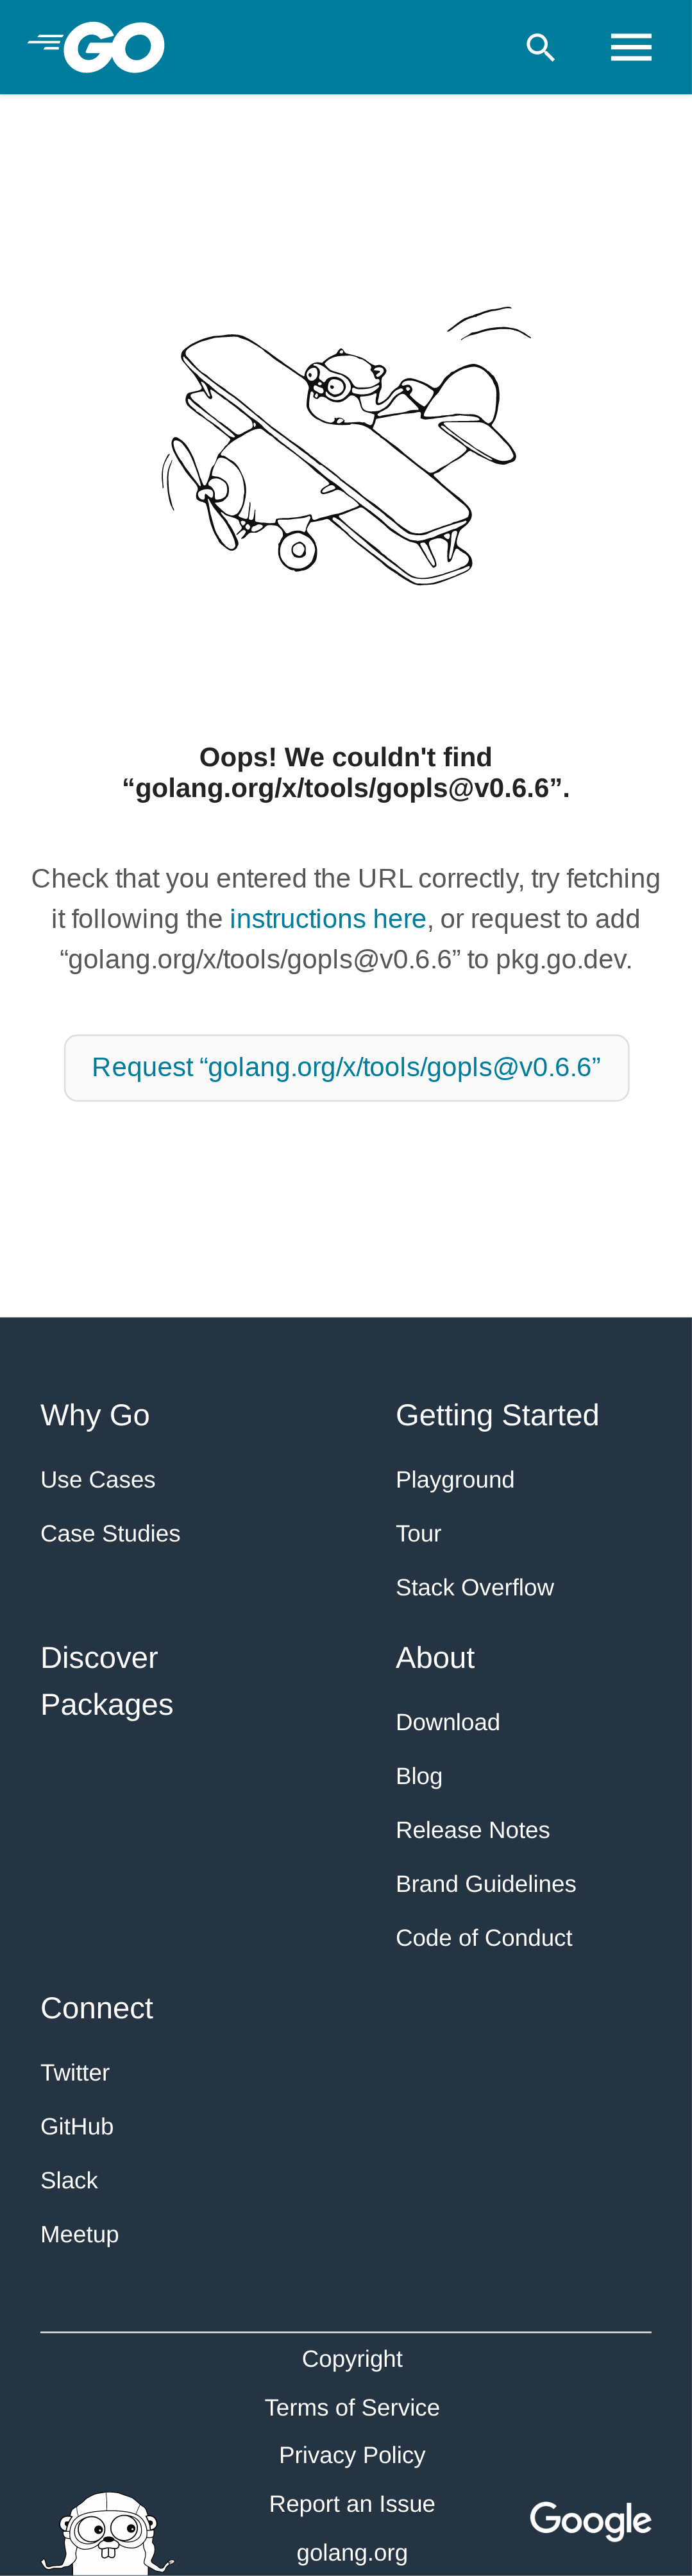 GO
Oops! We couldn't find
“golang.org/x/tools/gopls@v0.6.6”.
Check that you entered the URL correctly, try fetching
it following the instructions here, or request to add
“golang.org/x/tools/gopls@v0.6.6” to pkg.go.dev.
Request “golang.org/x/tools/gopls@v0.6.6”
Why Go
Use Cases
Case Studies
Getting Started
Playground
Tour
Stack Overflow
Discover
Packages
About
Download
Blog
Release Notes
Brand Guidelines
Code of Conduct
Connect
Twitter
GitHub
Slack
Meetup
Copyright
Terms of Service
Privacy Policy
Report an Issue
golang.org
Google